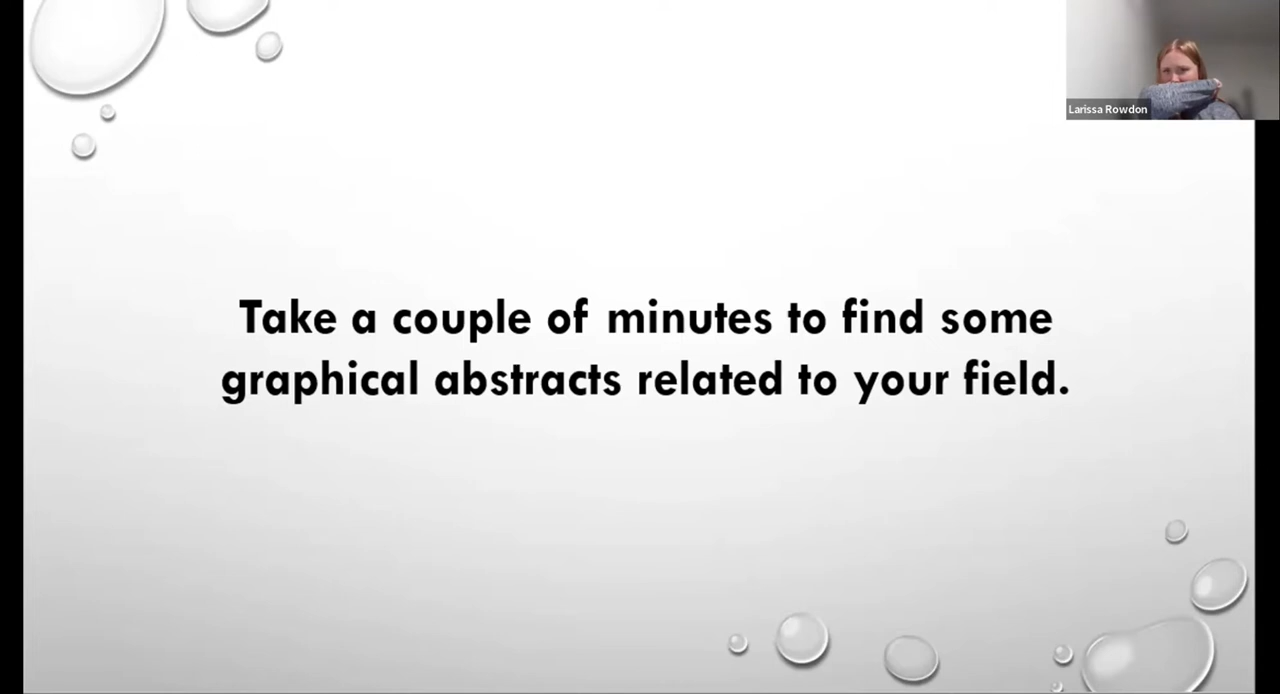 Larissa Rowdon
Take a couple of minutes to find some
graphical abstracts related to your field.